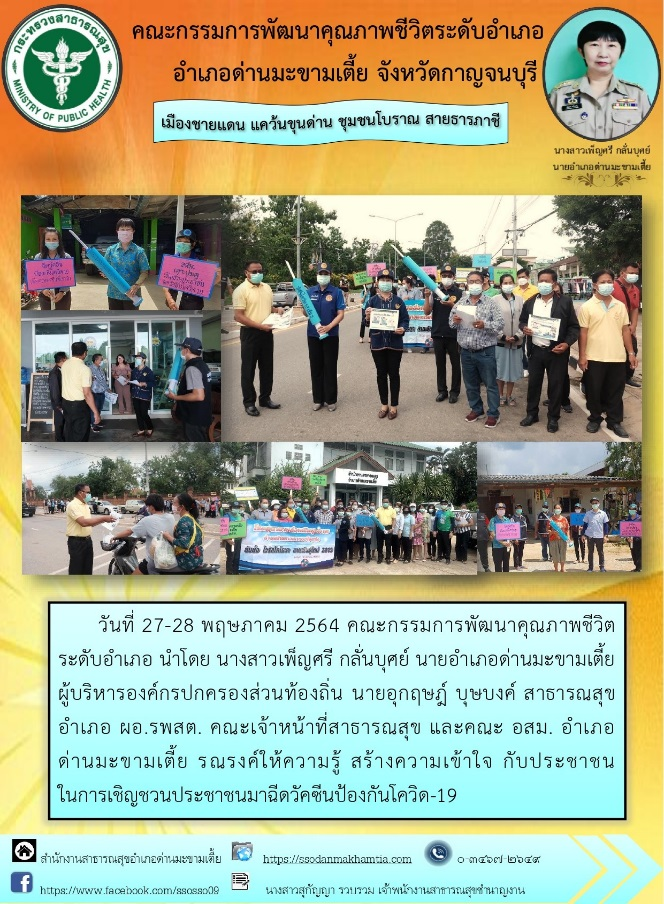 คณะกรรมการพัฒนาคุณภาพชีวิตระดับอำเภอ
อำเภอด่านมะขามเตี้ย จังหวัดกาญจนบุรี
กระทรวงสาธารณสุข
MINISTRY OF PUBLIC HEALTH
เมืองชายแดน แคว้นขุนด่าน ชุมชนโบราณ สายธารภาชี
นางสาวเพ็ญศรี กลั่นบุศย์
นายอำเภอด่านมะขามเตี้ย
วันที่ 27-28 พฤษภาคม 2564 คณะกรรมการพัฒนาคุณภาพชีวิต
ระดับอำเภอ นำโดย นางสาวเพ็ญศรี กลั่นบุศย์ นายอำเภอด่านมะขามเตี้ย
ผู้บริหารองค์กรปกครองส่วนท้องถิ่น นายอุกฤษฎ์ บุษบงค์ สาธารณสุข
อำเภอ ผอ.รพสต. คณะเจ้าหน้าที่สาธารณสุข และคณะ อสม. อำเภอ
ด่านมะขามเตี้ย รณรงค์ให้ความรู้ สร้างความเข้าใจ กับประชาชน
ในการเชิญชวนประชาชนมาฉีดวัคซีนป้องกันโควิด-19
สำนักงานสาธารณสุขอำเภอด่านมะขามเตี้ย https://ssodanmakhamtia.com ๐-๓๔๖๗-๒๖๔๙
https://www.facebook.com/ssosso09 นางสาวสุกัญญา รวบรวม เจ้าพนักงานสาธารณสุขชำนาญงาน